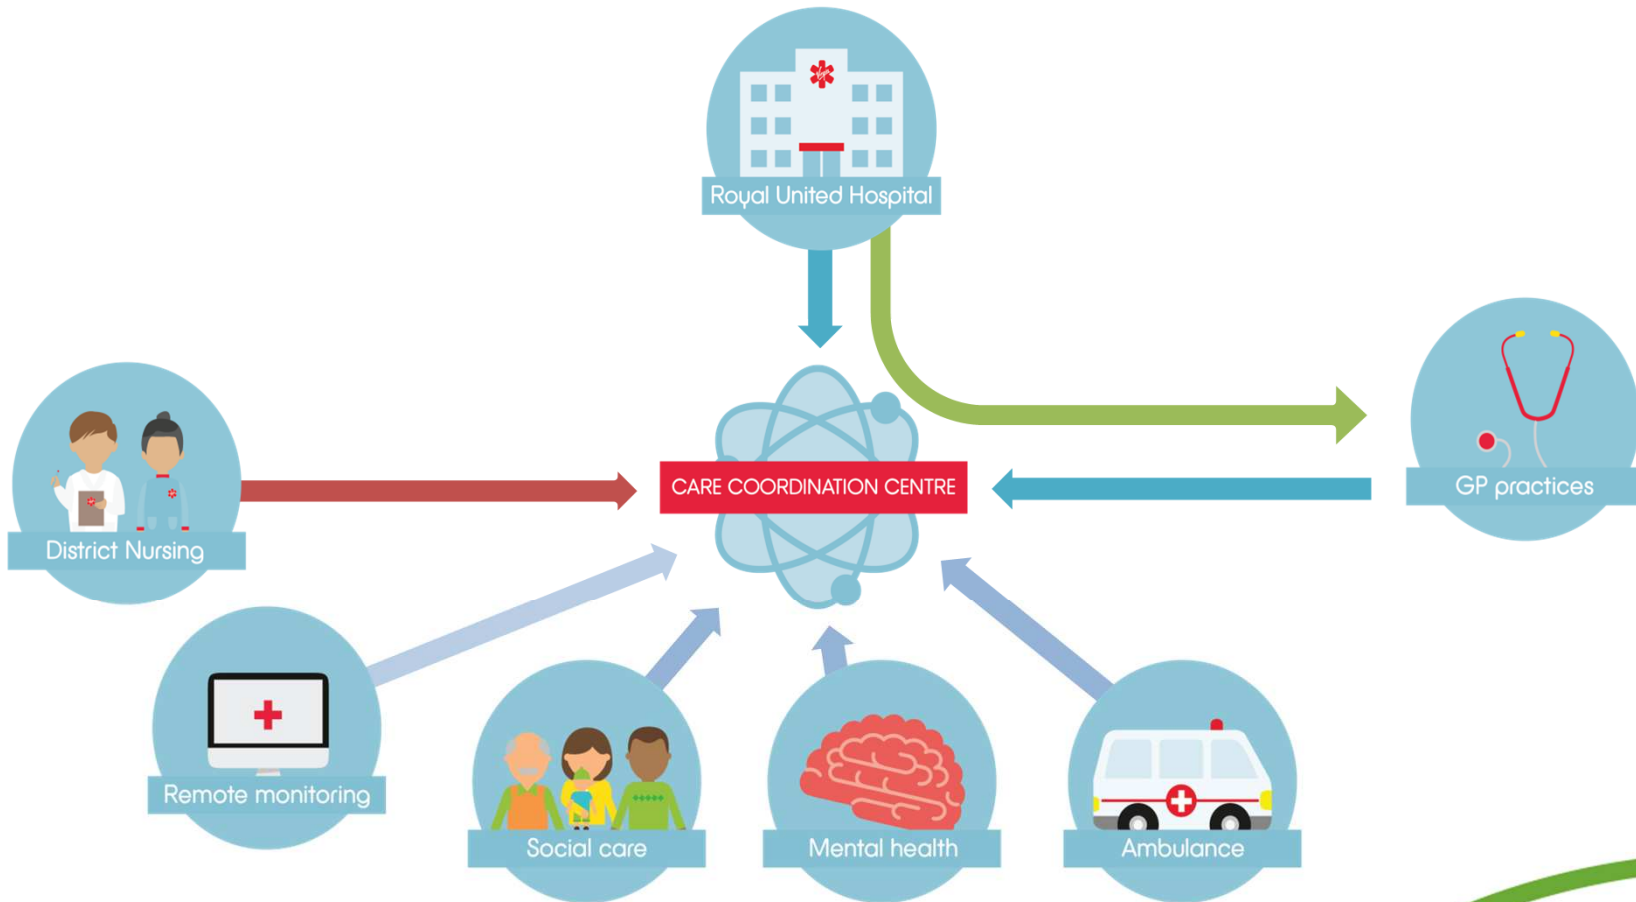 Royal United Hospital
CARE COORDINATION CENTRE
GP practices
District Nursing
Remote monitoring
Social care
Mental health
Ambulance